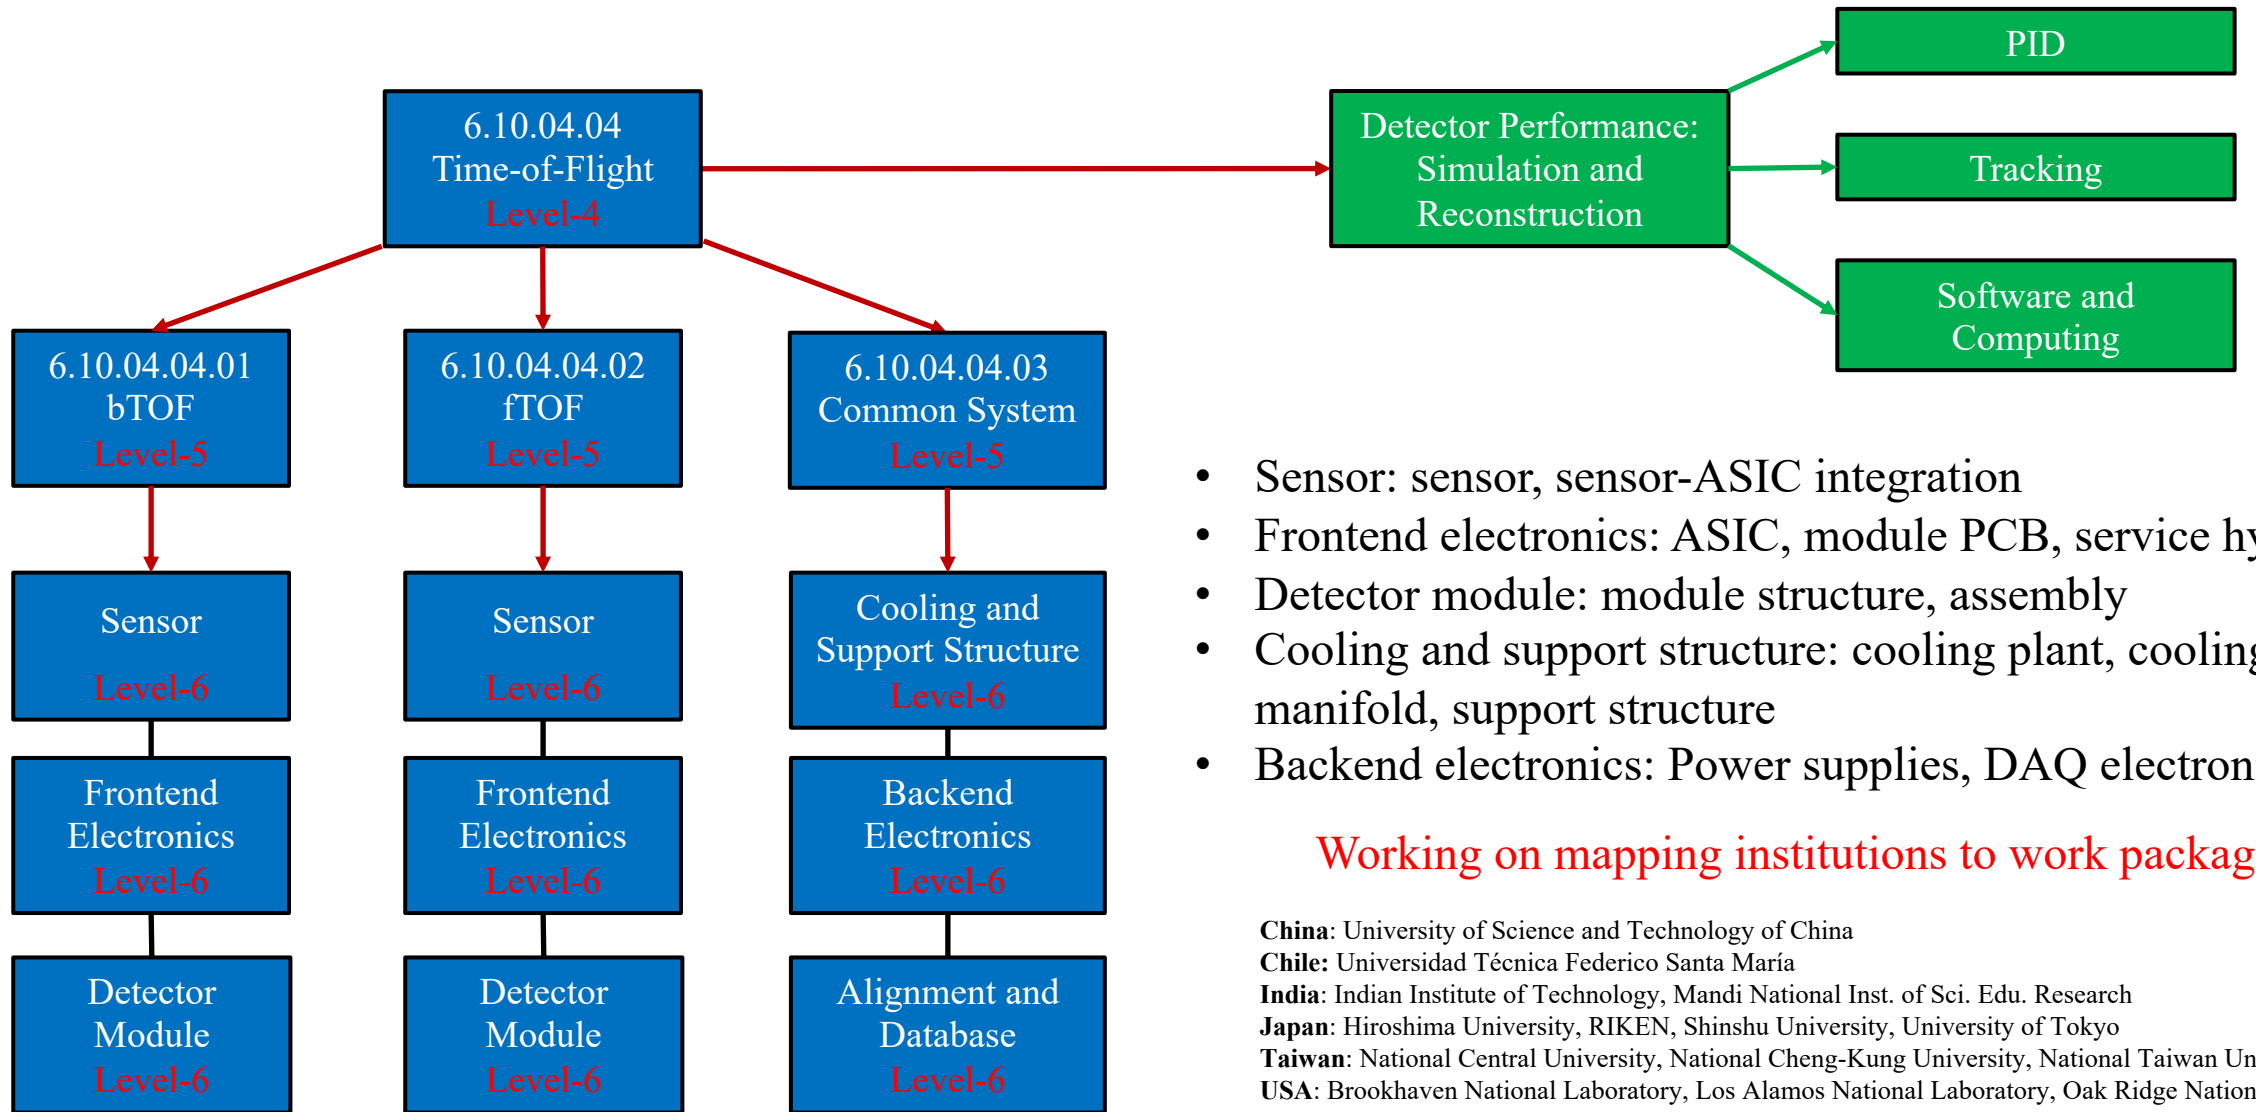 6.10.04.04
Time-of-Flight
Level-4
Detector Performance:
Simulation and
Reconstruction
PID
Tracking
Software and
Computing
6.10.04.04.01
bTOF
Level-5
6.10.04.04.02
fTOF
Level-5
6.10.04.04.03
Common System
Level-5
Sensor
Level-6
Sensor
Level-6
Cooling and
Support Structure
Level-6
Frontend
Electronics
Level-6
Frontend
Electronics
Level-6
Backend
Electronics
Level-6
Detector
Module
Level-6
Detector
Module
Level-6
Alignment and
Database
Level-6
• Sensor: sensor, sensor-ASIC integration
• Frontend electronics: ASIC, module PCB, service
• Detector module: module structure, assembly
• Cooling and support structure: cooling plant, cooling
manifold, support structure
• Backend electronics: Power supplies, DAQ
Working on mapping institutions to work
China: University of Science and Technology of China
Chile: Universidad Técnica Federico Santa María
India: Indian Institute of Technology, Mandi National Inst. of Sci. Edu. Research
Japan: Hiroshima University, RIKEN, Shinshu University, University of Tokyo
Taiwan: National Central University, National Cheng-Kung University, National Taiwan
USA: Brookhaven National Laboratory, Los Alamos National Laboratory, Oak Ridge